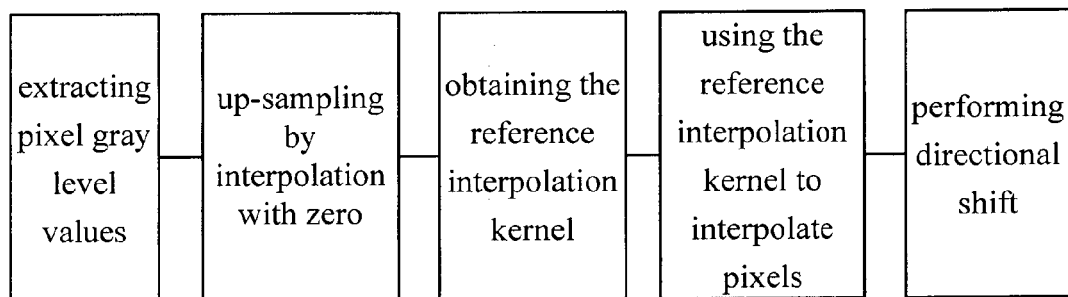 extracting
pixel gray
level
values
up-sampling
by
interpolation
with zero
obtaining the
reference
interpolation
kernel
using the
reference
interpolation
kernel to
interpolate
pixels
performing
directional
shift